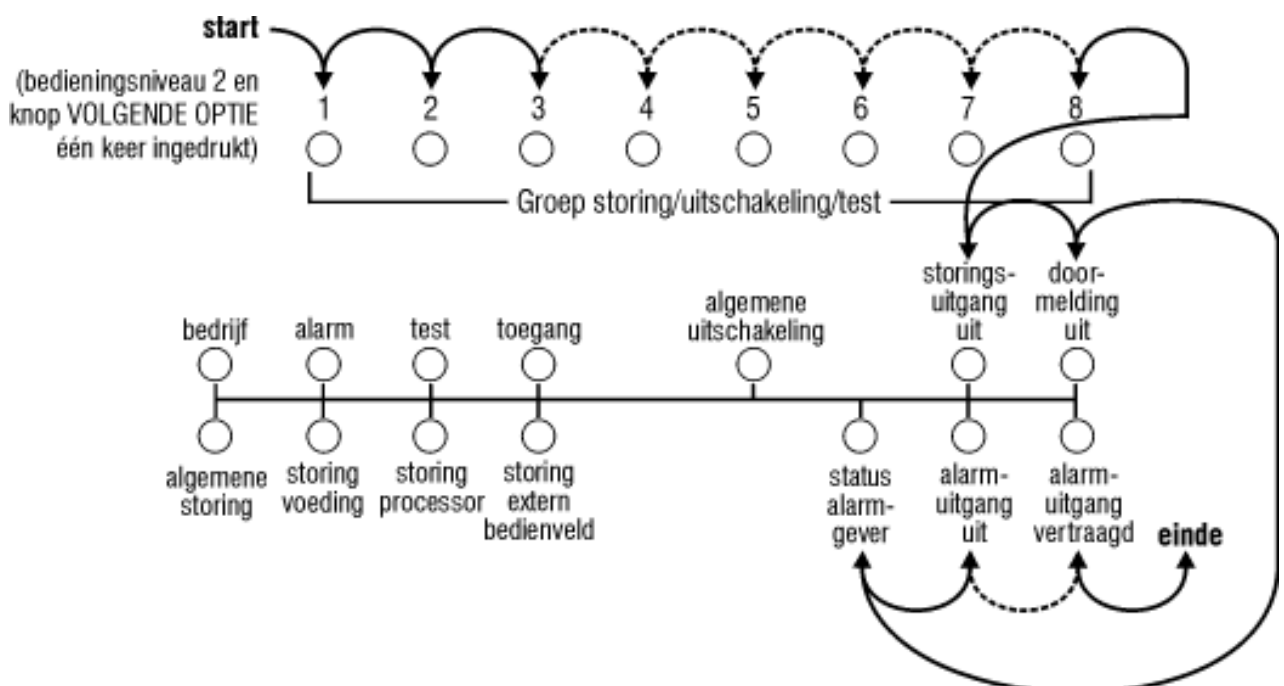 start
(bedieningsniveau 2 en
knop VOLGENDE OPTIE
één keer ingedrukt)
1 2 3 4 5 6 7 8
Groep storing/uitschakeling/test
bedrijf
alarm
test
toegang
algemene
uitschakeling
storings-
uitgang
uit
door-
melding
uit
algemene
storing
storing
voeding
storing
processor
storing
extern
bedienveld
status
alarm-
gever
alarm-
uitgang
uit
alarm-
uitgang
vertraagd
einde